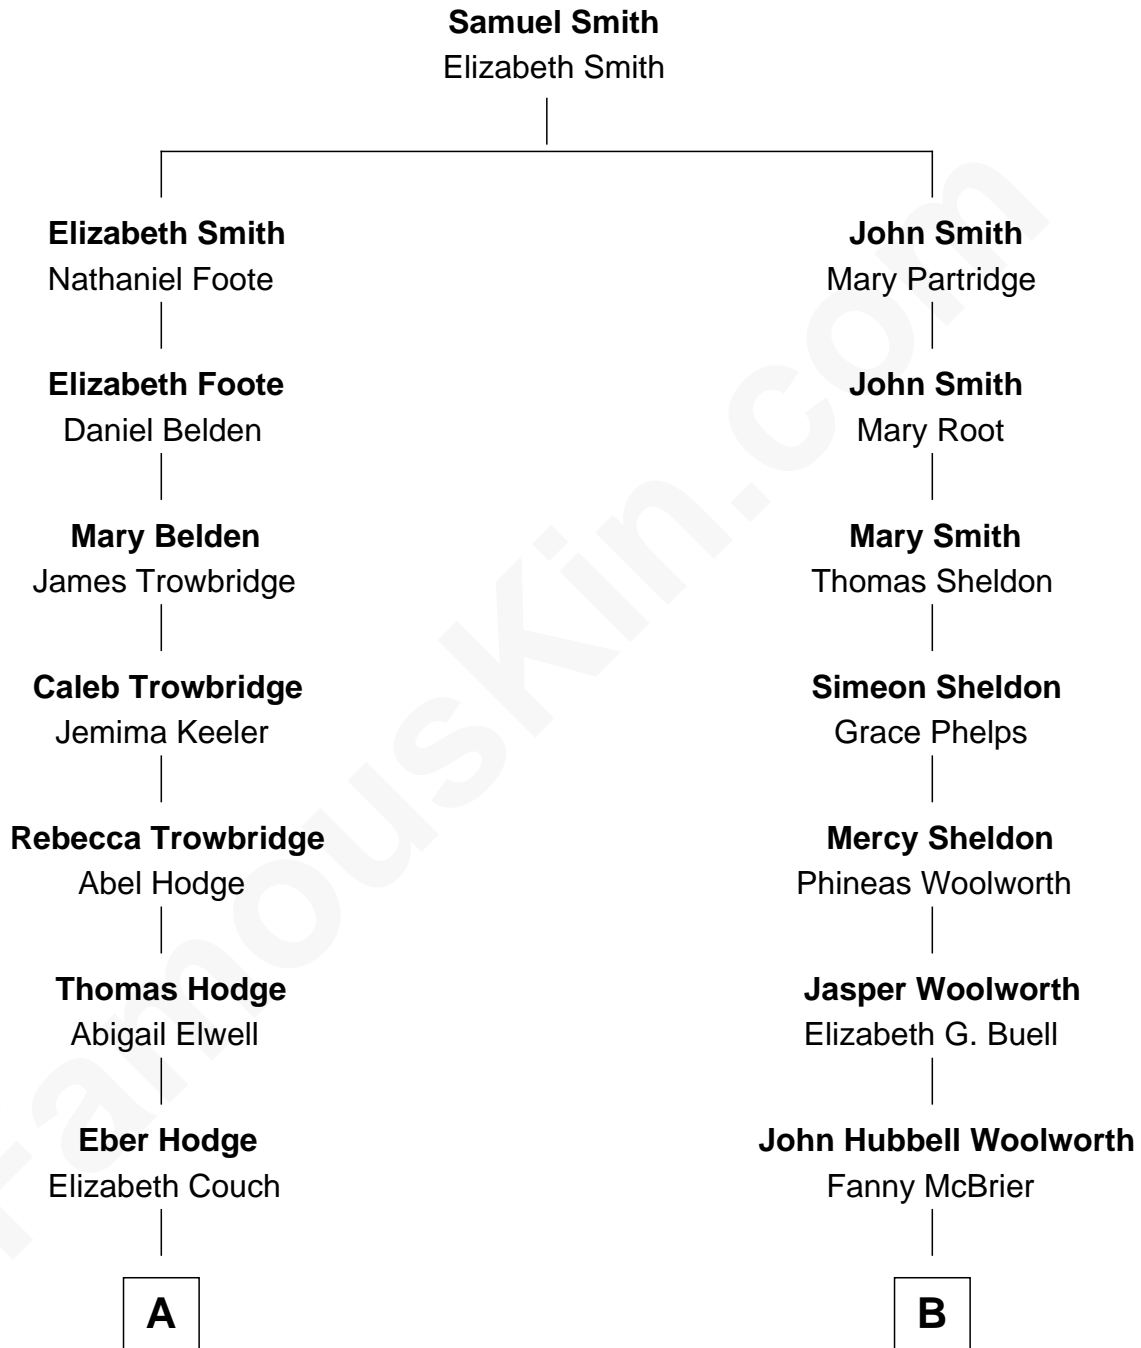 Samuel Smith
Elizabeth Smith
Elizabeth Smith
Nathaniel Foote
John Smith
Mary Partridge
Elizabeth Foote
Daniel Belden
John Smith
Mary Root
Mary Belden
James Trowbridge
Mary Smith
Thomas Sheldon
Caleb Trowbridge
Jemima Keeler
Simeon Sheldon
Grace Phelps
Rebecca Trowbridge
Abel Hodge
Mercy Sheldon
Phineas Woolworth
Thomas Hodge
Abigail Elwell
Jasper Woolworth
Elizabeth G. Buell
Eber Hodge
Elizabeth Couch
John Hubbell Woolworth
Fanny McBrier
A
B
FamousKin.com